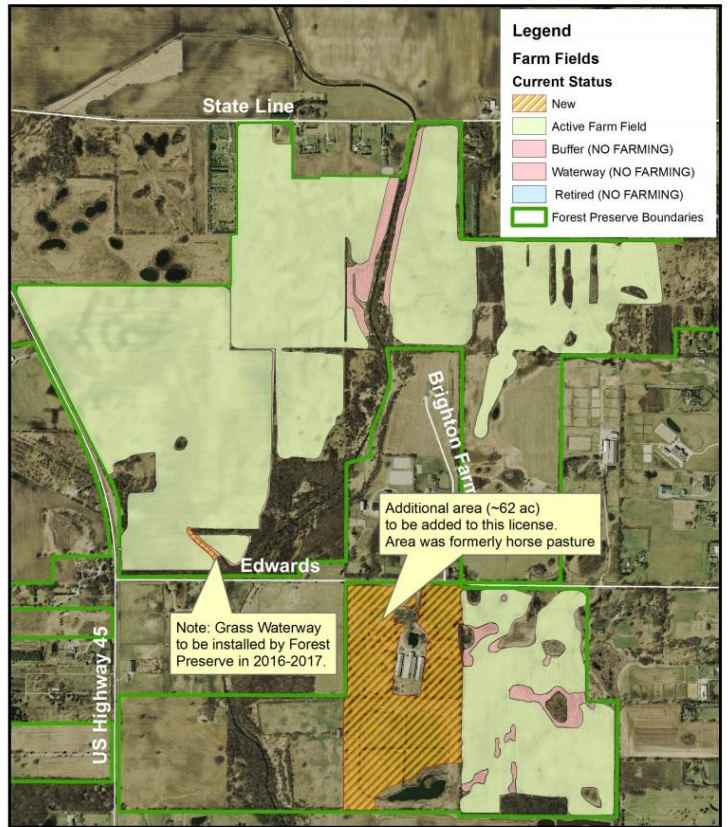 Legend
Farm Fields
Current Status
New
Active Farm Field
Buffer (NO FARMING)
Waterway (NO FARMING)
Retired (NO FARMING)
Forest Preserve Boundaries
State Line
Brighton Farm
Additional area (~62 ac)
to be added to this license.
Area was formerly horse pasture
Edwards
Note: Grass Waterway
to be installed by Forest
Preserve in 2016-2017.
US Highway 45